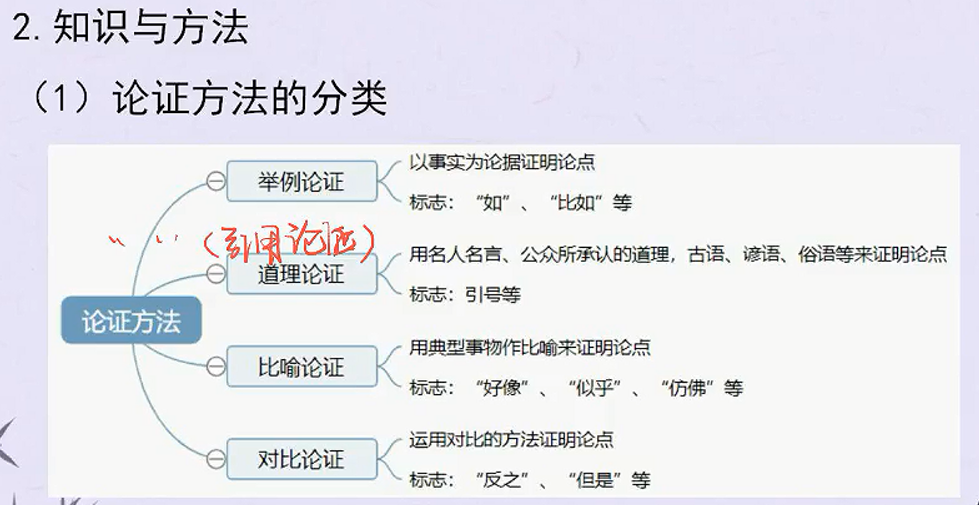 2.知识与方法
（1）论证方法的分类
举例论证
以事实为论据证明论点
标志：“如”、“比如”等
“ ”（引用论证）
道理论证
用名人名言、公众所承认的道理，古语、谚语、俗语等来证明论点
标志：引号等
论证方法
比喻论证
用典型事物作比喻来证明论点
标志：“好像”、“似乎”、“仿佛”等
对比论证
运用对比的方法证明论点
标志：“反之”、“但是”等